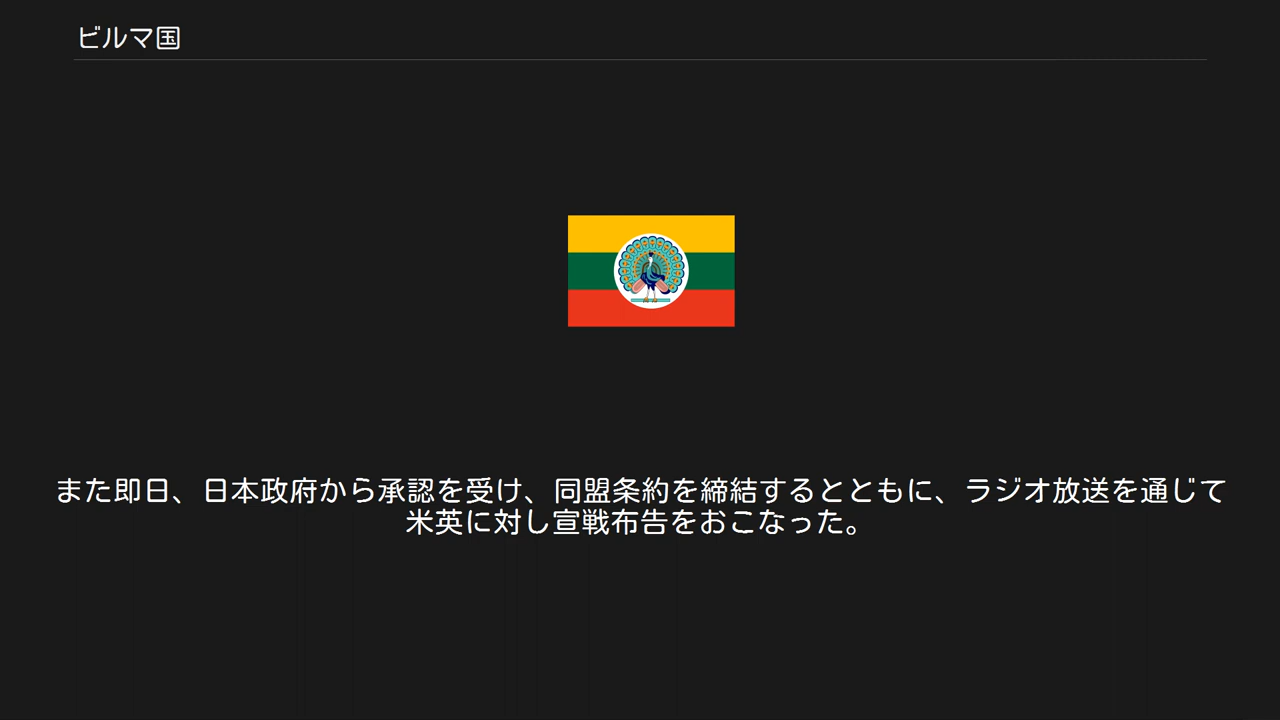 ビルマ国
また即日、日本政府から承認を受け、同盟条約を締結するとともに、ラジオ放送を通じて
米英に対し宣戦布告をおこなった。